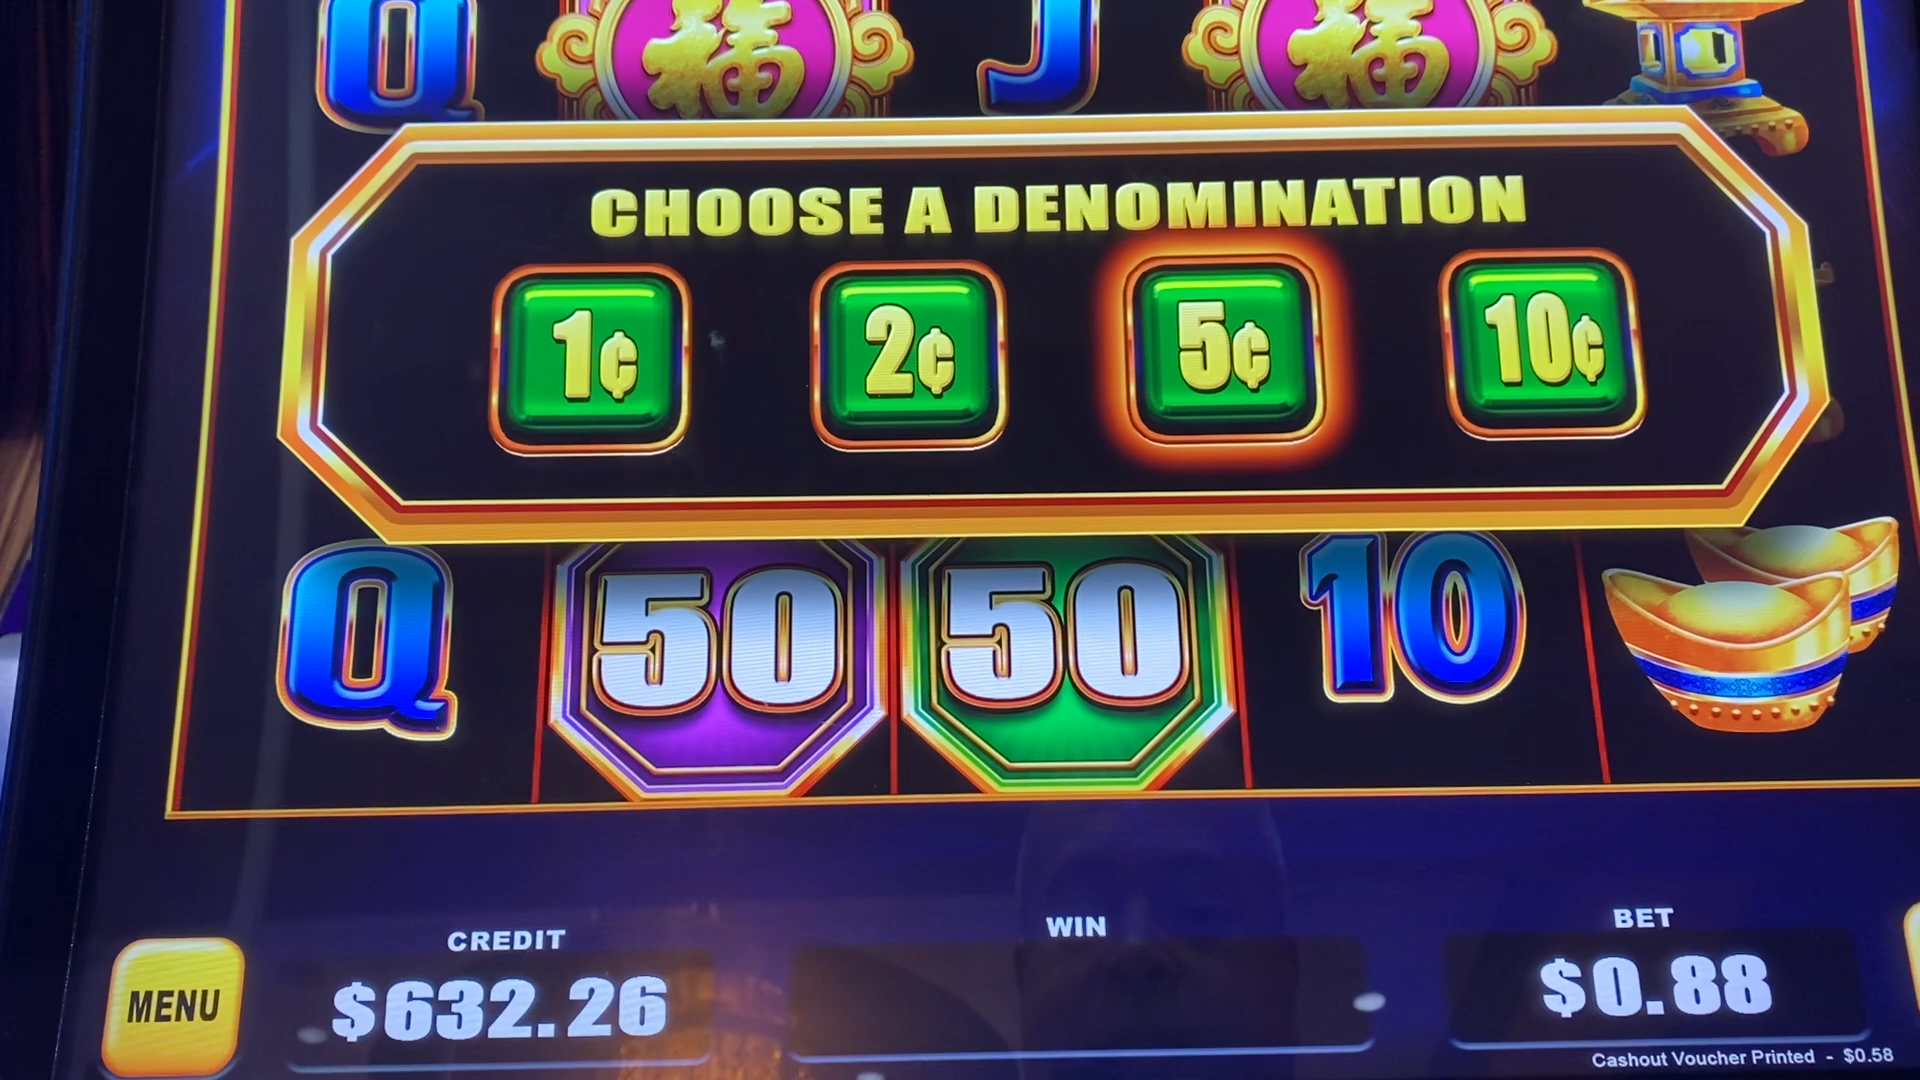 Q 福 J 福
CHOOSE A DENOMINATION
1¢ 2¢ 5¢ 10¢
Q 50 50 10
CREDIT WIN BET
MENU $632.26 $0.88
Cashout Voucher Printed - $0.58